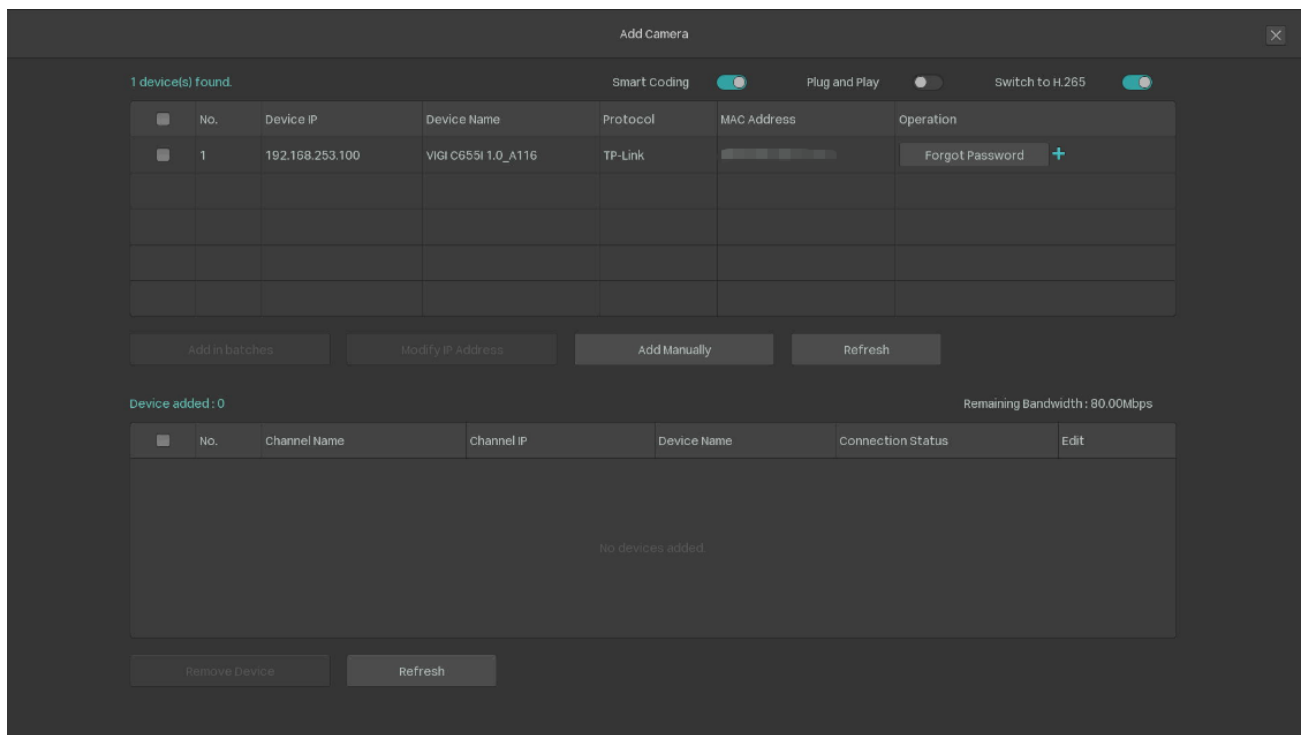 Add Camera
1 device(s) found. Smart Coding Plug and Play Switch to H.265
No. Device IP Device Name Protocol MAC Address Operation
1 192.168.253.100 VIGI C655I 1.0_A116 TP-Link Forgot Password +
Add in batches Modify IP Address Add Manually Refresh
Device added : 0 Remaining Bandwidth : 80.00Mbps
No. Channel Name Channel IP Device Name Connection Status Edit
No devices added.
Remove Device Refresh